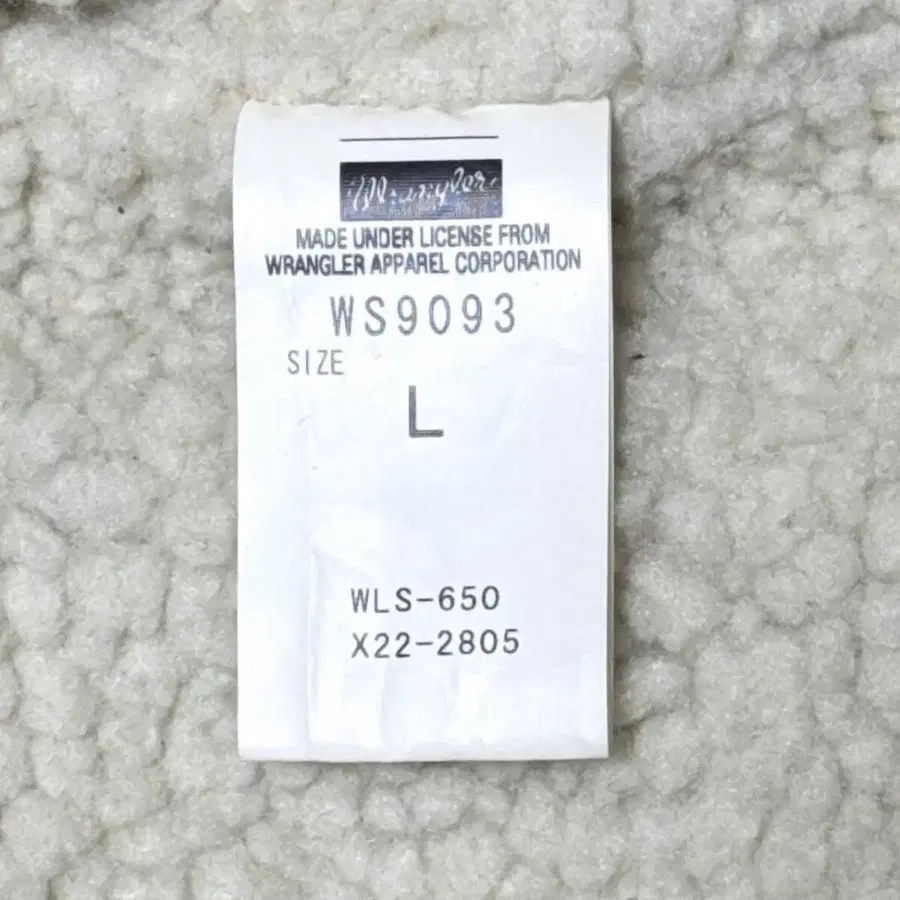 Wrangler
MADE UNDER LICENSE FROM
WRANGLER APPAREL CORPORATION
WS9093
SIZE
L
WLS-650
X22-2805